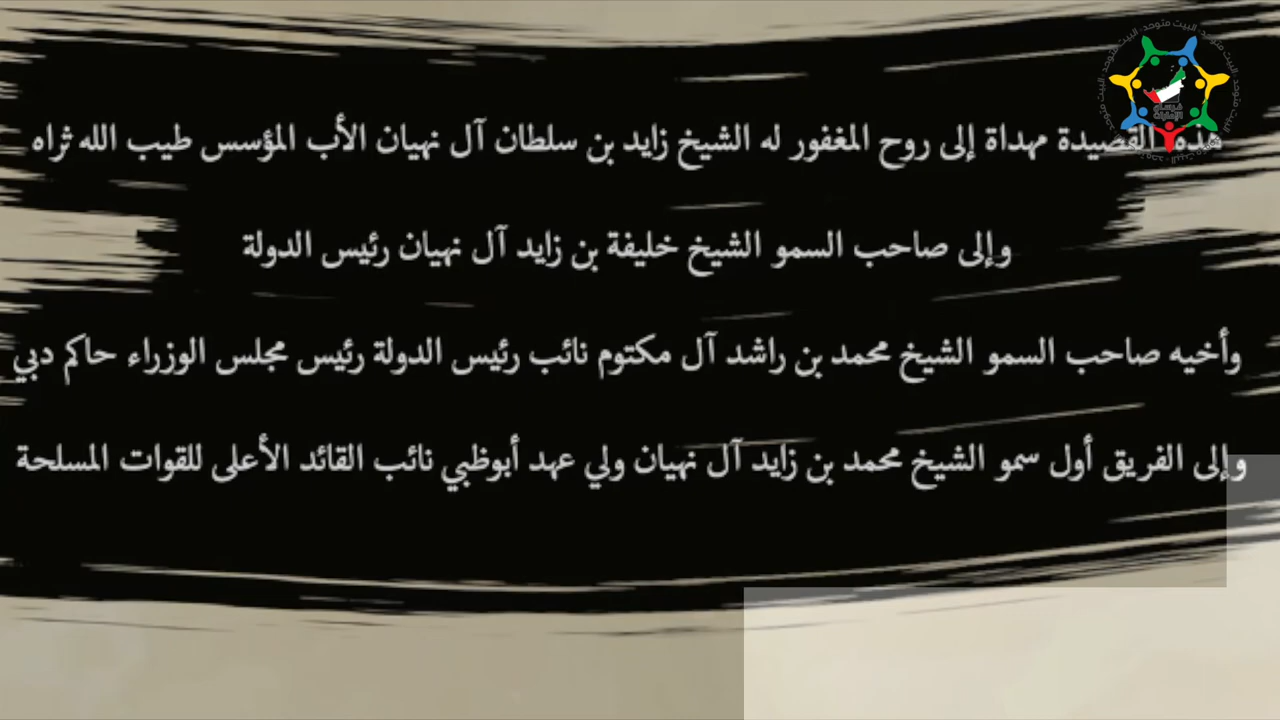 هذه القصيدة مهداة إلى روح المغفور له الشيخ زايد بن سلطان آل نهيان الأب المؤسس طيب الله ثراه
وإلى صاحب السمو الشيخ خليفة بن زايد آل نهيان رئيس الدولة
وأخيه صاحب السمو الشيخ محمد بن راشد آل مكتوم نائب رئيس الدولة رئيس مجلس الوزراء حاكم دبي
وإلى الفريق أول سمو الشيخ محمد بن زايد آل نهيان ولي عهد أبوظبي نائب القائد الأعلى للقوات المسلحة
البيت متوحد